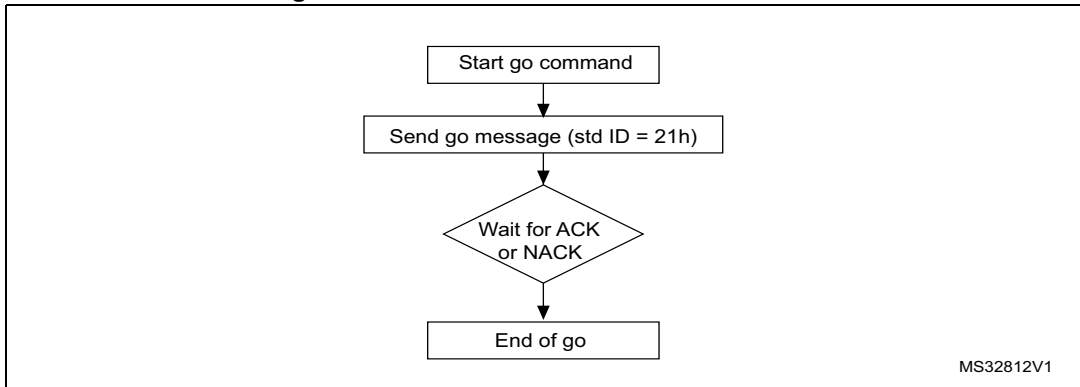 Start go command
Send go message (std ID = 21h)
Wait for ACK
or NACK
End of go
MS32812V1